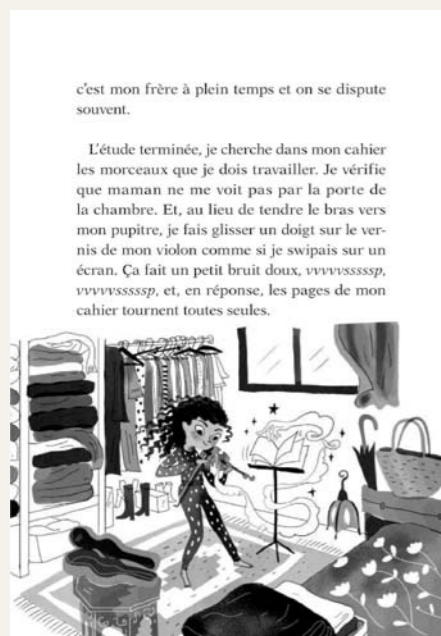 c'est mon frère à plein temps et on se dispute
souvent.
L'étude terminée, je cherche dans mon cahier
les morceaux que je dois travailler. Je vérifie
que maman ne me voit pas par la porte de
la chambre. Et, au lieu de tendre le bras vers
mon pupitre, je fais glisser un doigt sur le ver-
nis de mon violon comme si je swipais sur un
écran. Ça fait un petit bruit doux, vvvvvsssssp,
vvvvvsssssp, et, en réponse, les pages de mon
cahier tournent toutes seules.